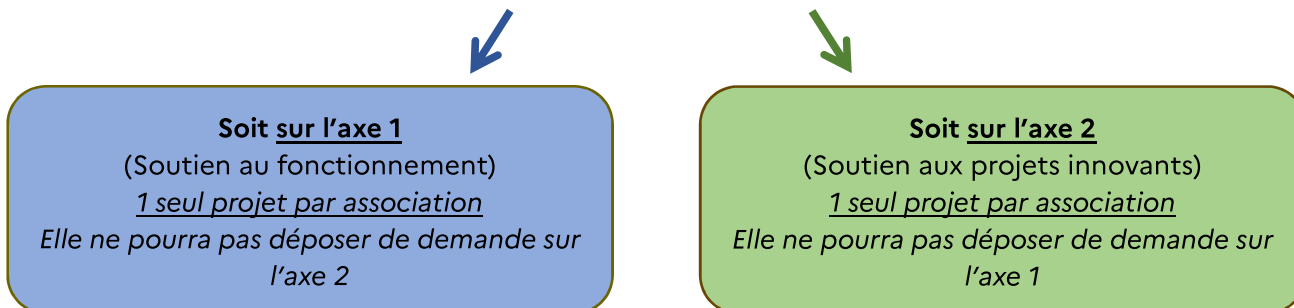 Soit sur l’axe 1
(Soutien au fonctionnement)
1 seul projet par association
Elle ne pourra pas déposer de demande sur
l’axe 2
Soit sur l’axe 2
(Soutien aux projets innovants)
1 seul projet par association
Elle ne pourra pas déposer de demande sur
l’axe 1